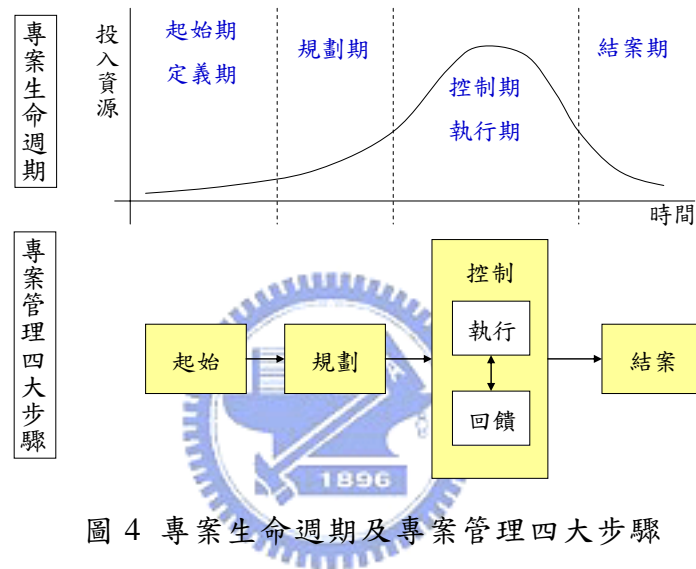 專案生命週期
投入資源
起始期
定義期
規劃期
控制期
執行期
結案期
時間
專案管理四大步驟
起始
規劃
控制
執行
回饋
結案
1896
圖 4 專案生命週期及專案管理四大步驟